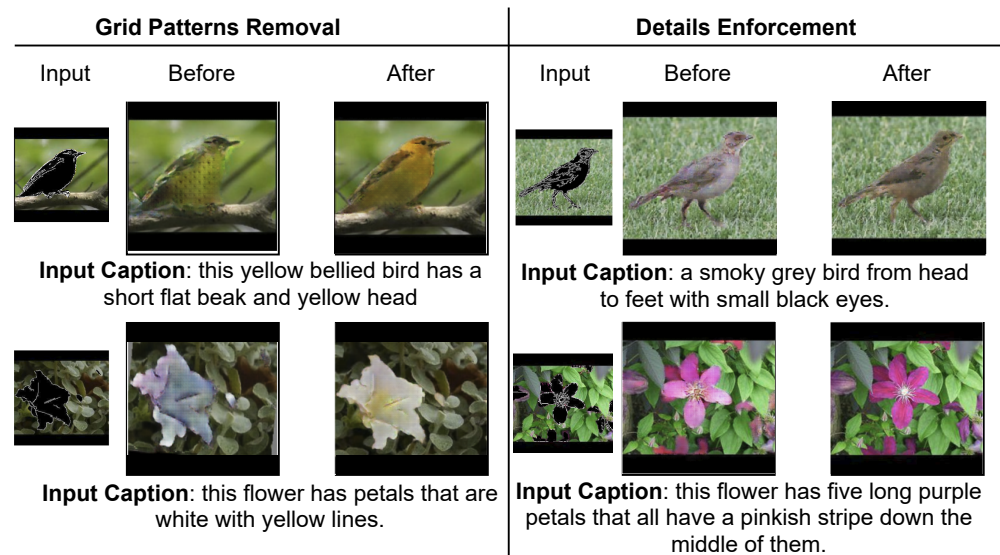 Grid Patterns Removal
Input Before After
Input Caption: this yellow bellied bird has a
short flat beak and yellow head
Input Caption: this flower has petals that are
white with yellow lines.
Details Enforcement
Input Before After
Input Caption: a smoky grey bird from head
to feet with small black eyes.
Input Caption: this flower has five long purple
petals that all have a pinkish stripe down the
middle of them.